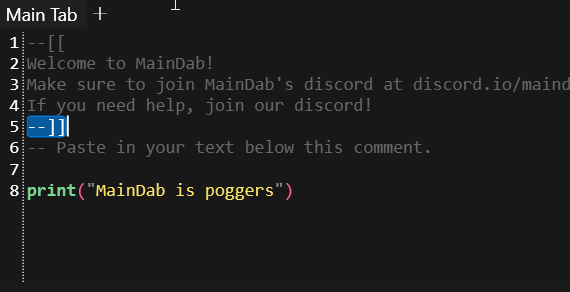 Main Tab +
1 --[[
2 Welcome to MainDab!
3 Make sure to join MainDab's discord at discord.io/maind
4 If you need help, join our discord!
5 --]]
6 -- Paste in your text below this comment.
7
8 print("MainDab is poggers")